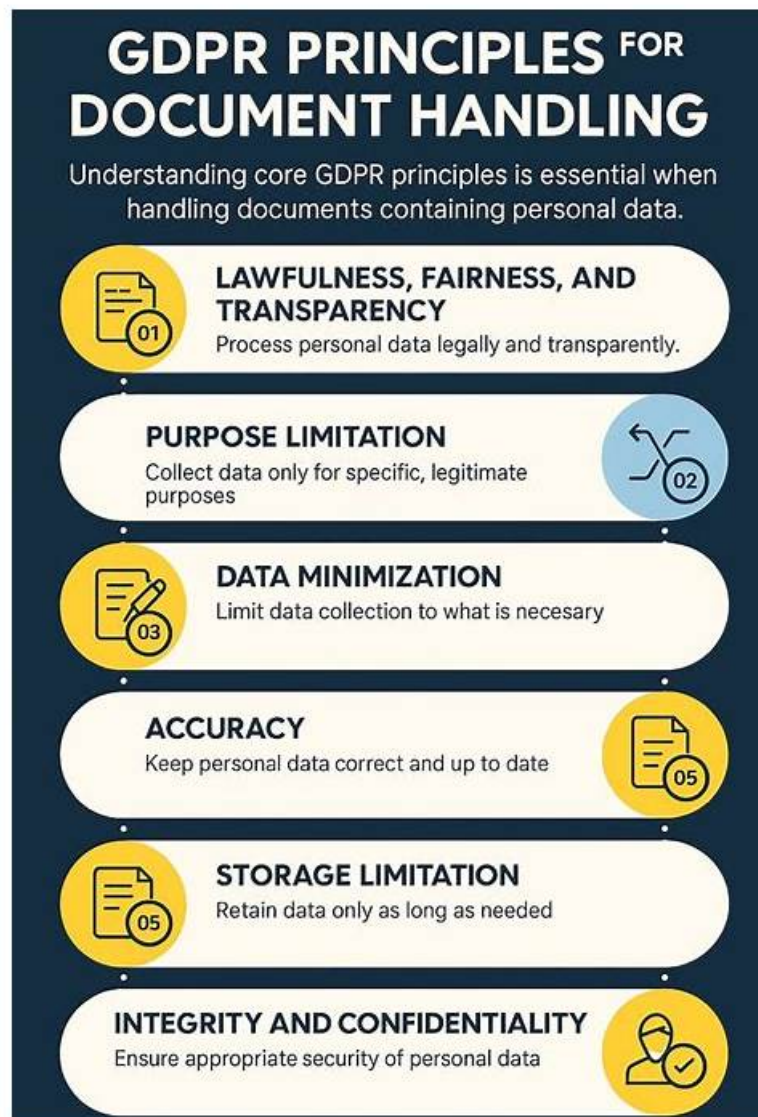 GDPR PRINCIPLES FOR
DOCUMENT HANDLING
Understanding core GDPR principles is essential when
handling documents containing personal data.
LAWFULNESS, FAIRNESS, AND
TRANSPARENCY
Process personal data legally and transparently.
01
PURPOSE LIMITATION
Collect data only for specific, legitimate
purposes
02
DATA MINIMIZATION
Limit data collection to what is necesary
03
ACCURACY
Keep personal data correct and up to date
05
STORAGE LIMITATION
Retain data only as long as needed
05
INTEGRITY AND CONFIDENTIALITY
Ensure appropriate security of personal data